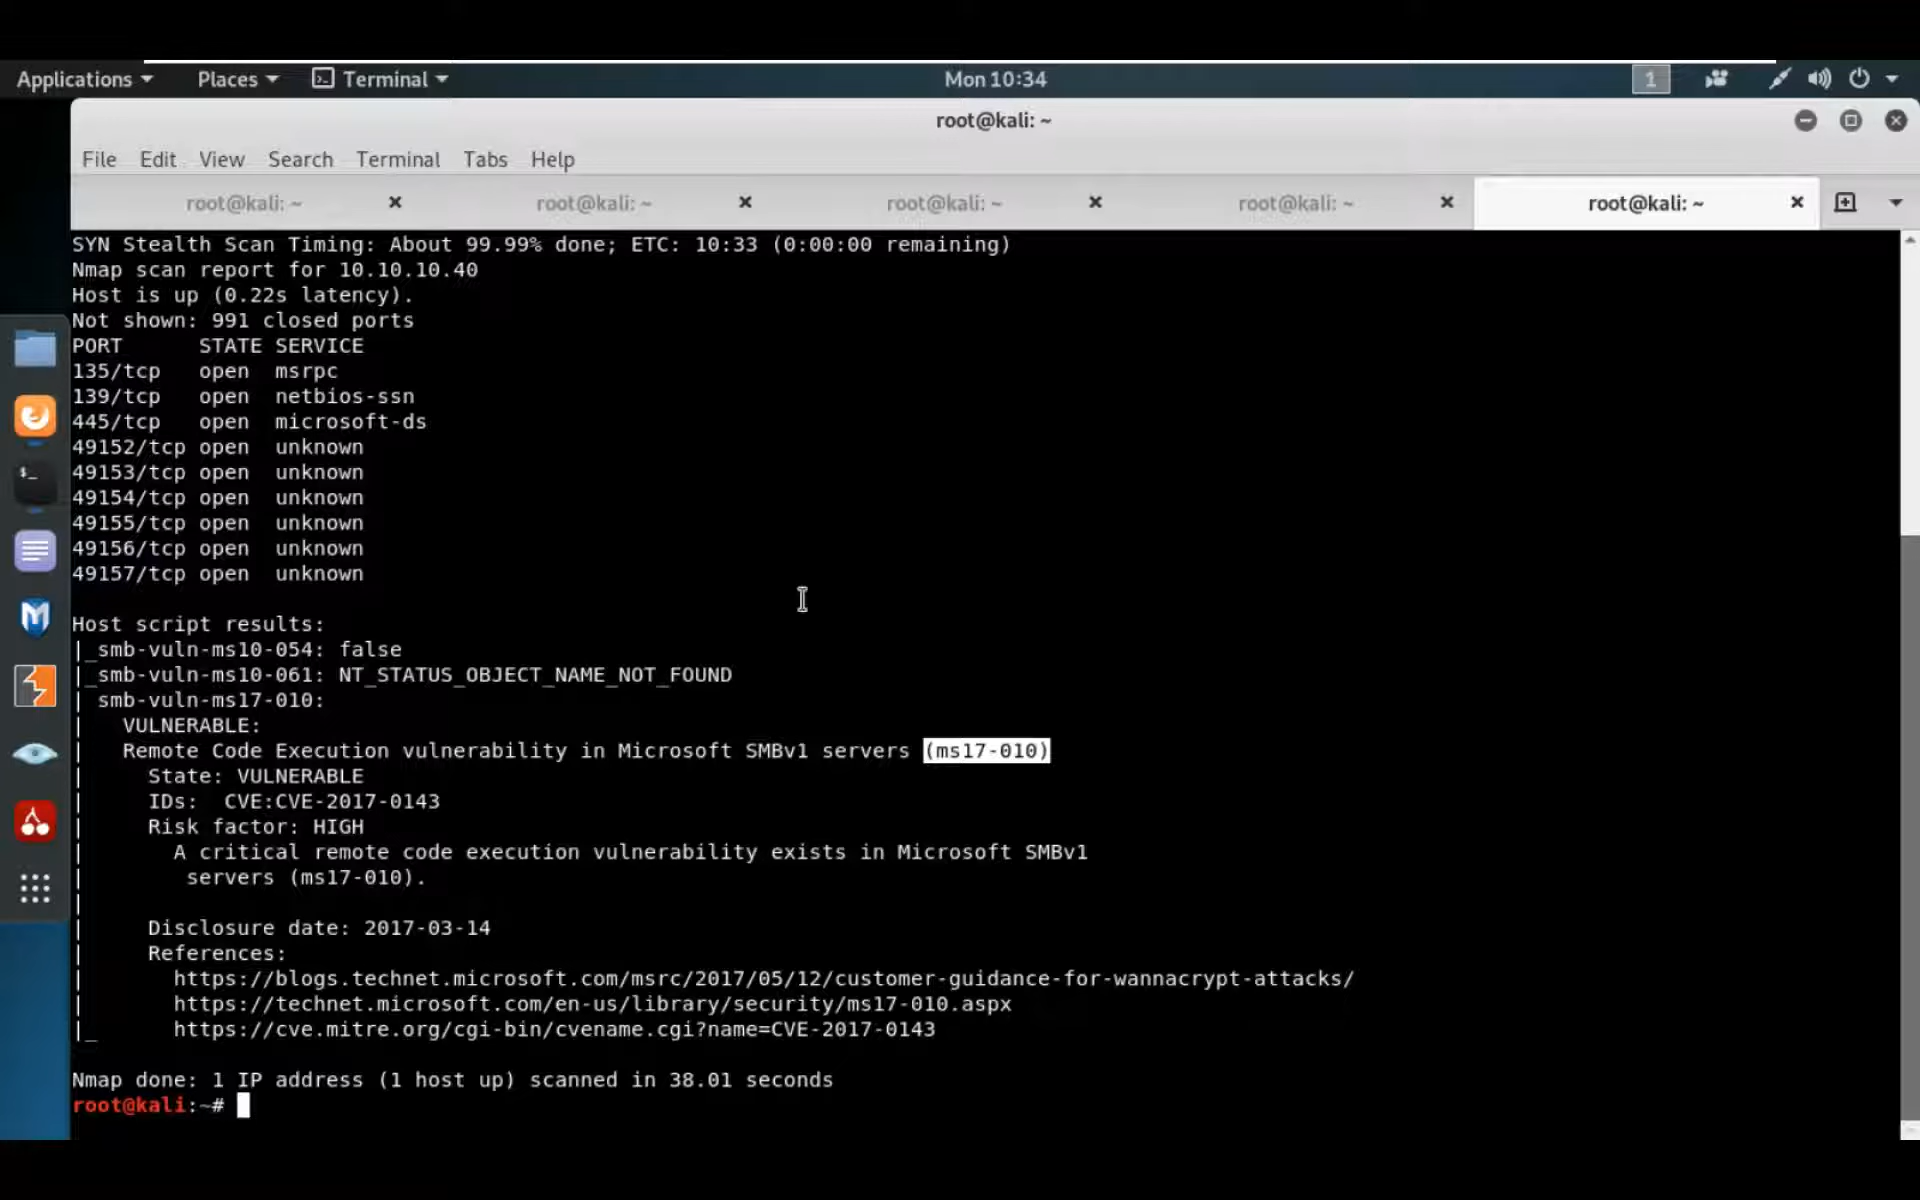 Applications Places Terminal Mon 10:34 1
root@kali: ~
File Edit View Search Terminal Tabs Help
root@kali: ~ root@kali: ~ root@kali: ~ root@kali: ~ root@kali: ~
SYN Stealth Scan Timing: About 99.99% done; ETC: 10:33 (0:00:00 remaining)
Nmap scan report for 10.10.10.40
Host is up (0.22s latency).
Not shown: 991 closed ports
PORT      STATE SERVICE
135/tcp   open  msrpc
139/tcp   open  netbios-ssn
445/tcp   open  microsoft-ds
49152/tcp open  unknown
49153/tcp open  unknown
49154/tcp open  unknown
49155/tcp open  unknown
49156/tcp open  unknown
49157/tcp open  unknown
Host script results:
|_smb-vuln-ms10-054: false
|_smb-vuln-ms10-061: NT_STATUS_OBJECT_NAME_NOT_FOUND
| smb-vuln-ms17-010:
|   VULNERABLE:
|   Remote Code Execution vulnerability in Microsoft SMBv1 servers (ms17-010)
|     State: VULNERABLE
|     IDs:  CVE:CVE-2017-0143
|     Risk factor: HIGH
|       A critical remote code execution vulnerability exists in Microsoft SMBv1
|        servers (ms17-010).
|
|     Disclosure date: 2017-03-14
|     References:
|       https://blogs.technet.microsoft.com/msrc/2017/05/12/customer-guidance-for-wannacrypt-attacks/
|       https://technet.microsoft.com/en-us/library/security/ms17-010.aspx
|_      https://cve.mitre.org/cgi-bin/cvename.cgi?name=CVE-2017-0143
Nmap done: 1 IP address (1 host up) scanned in 38.01 seconds
root@kali:~#